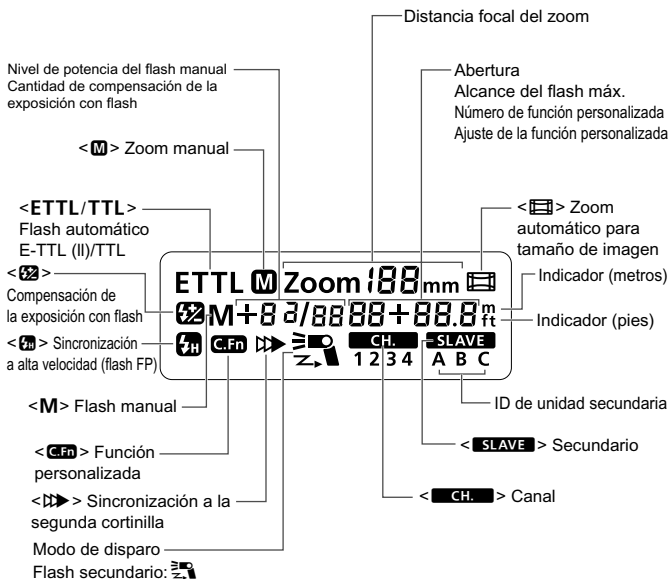 Distancia focal del zoom
Nivel de potencia del flash manual
Cantidad de compensación de la
exposición con flash
Abertura
Alcance del flash máx.
Número de función personalizada
Ajuste de la función personalizada
<M> Zoom manual
<ETTL/TTL>
Flash automático
E-TTL (II)/TTL
< > Zoom
automático para
tamaño de imagen
< >
Compensación de
la exposición con flash
ETTL M Zoom 188 mm
M+8 8/88 88+88.8 m
ft
Indicador (metros)
Indicador (pies)
< H > Sincronización
a alta velocidad (flash FP)
H C.Fn CH. SLAVE
1 2 3 4 A B C
<M> Flash manual
ID de unidad secundaria
< C.Fn > Función
personalizada
< SLAVE > Secundario
< > Sincronización a la
segunda cortinilla
< CH. > Canal
Modo de disparo
Flash secundario: